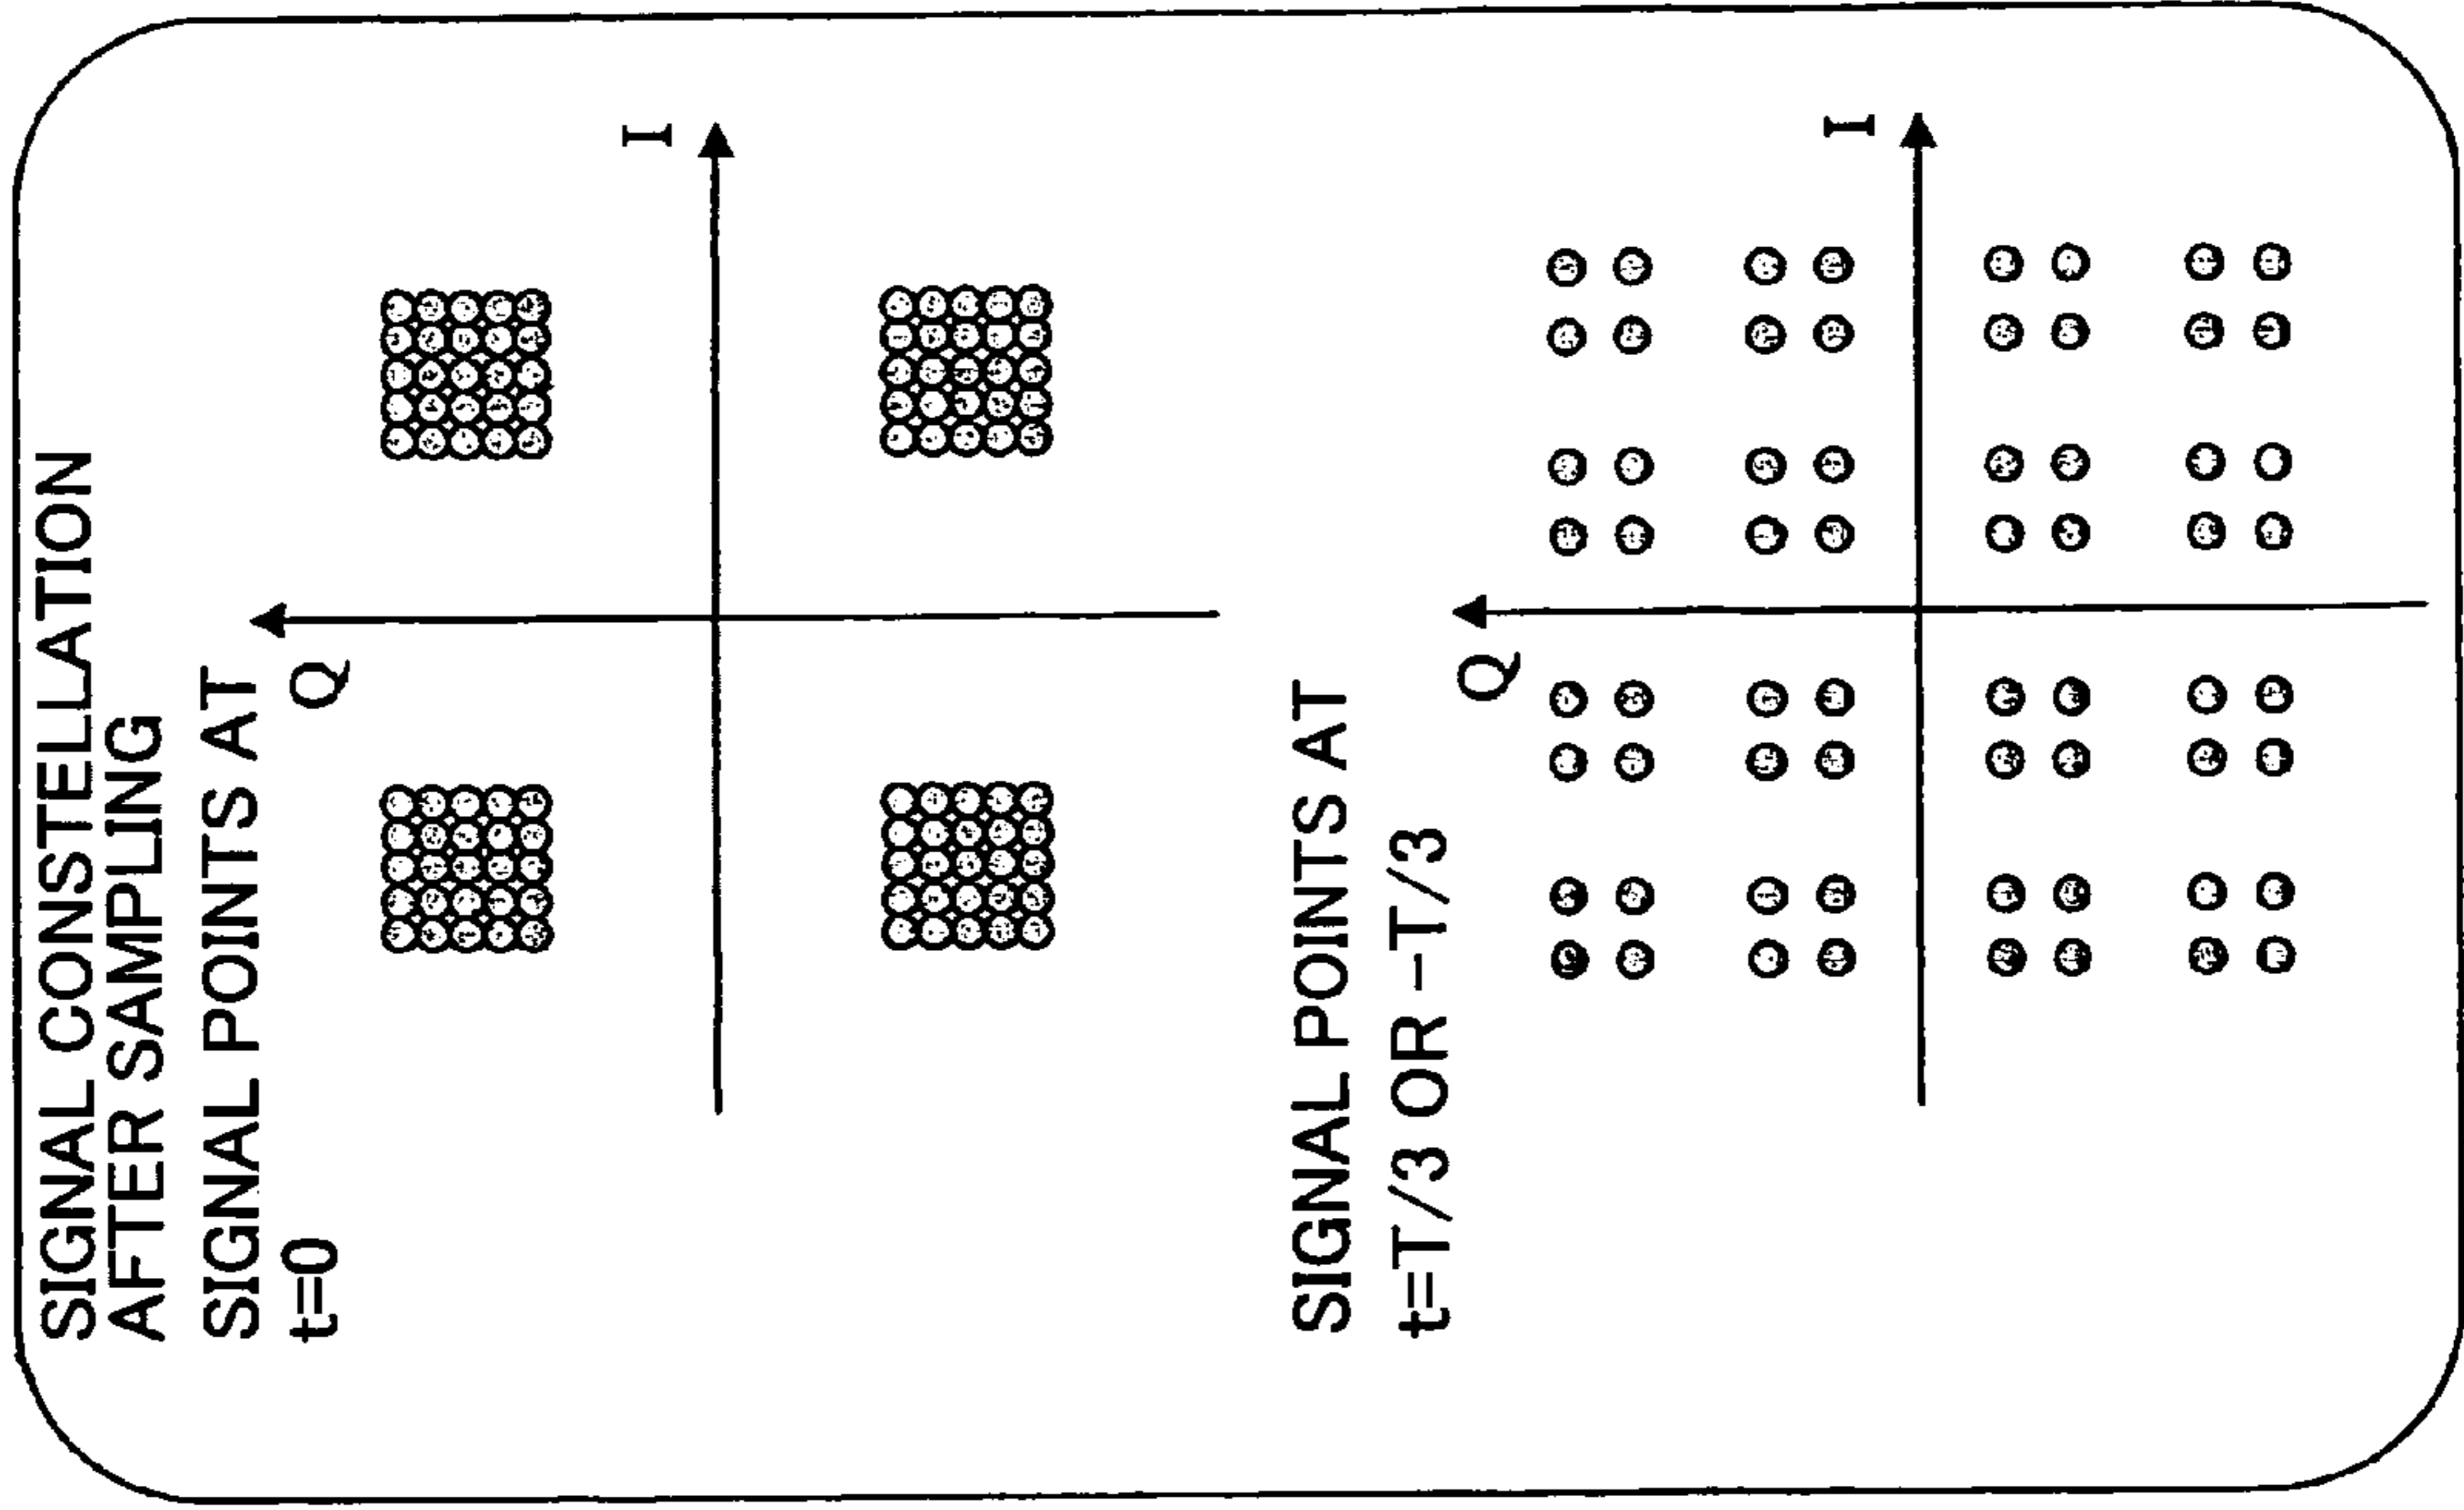 SIGNAL CONSTELLATION
AFTER SAMPLING
SIGNAL POINTS AT
t=0
Q
I
SIGNAL POINTS AT
t=T/3 OR −T/3
Q
I